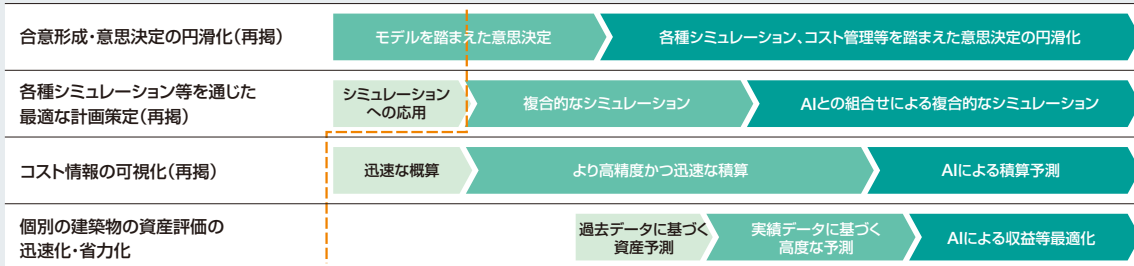 合意形成・意思決定の円滑化(再掲)
モデルを踏まえた意思決定
各種シミュレーション、コスト管理等を踏まえた意思決定の円滑化
各種シミュレーション等を通じた
最適な計画策定(再掲)
シミュレーション
への応用
複合的なシミュレーション
AIとの組合せによる複合的なシミュレーション
コスト情報の可視化(再掲)
迅速な概算
より高精度かつ迅速な積算
AIによる積算予測
個別の建築物の資産評価の
迅速化・省力化
過去データに基づく
資産予測
実績データに基づく
高度な予測
AIによる収益等最適化